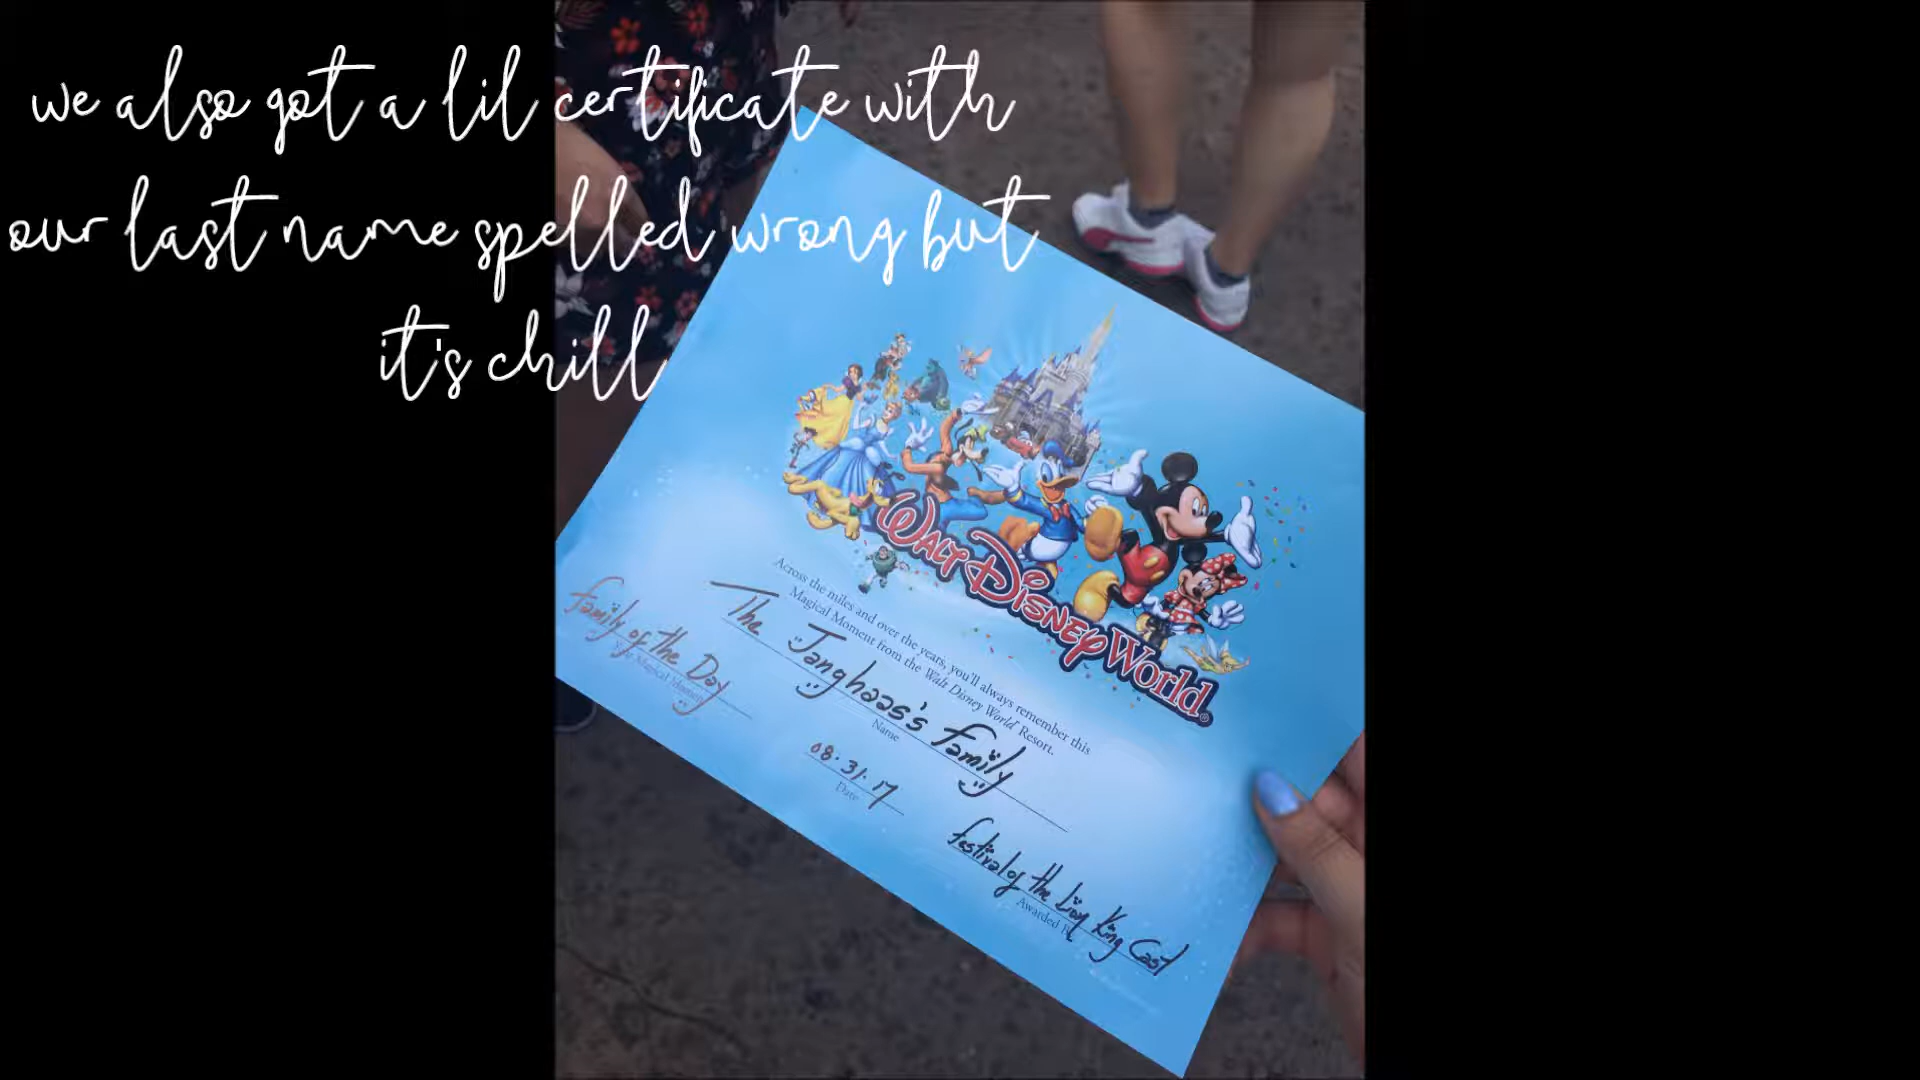 we also got a lil certificate with
our last name spelled wrong but
it's chill
WALT DISNEY World®
Across the miles and over the years, you'll always remember this
Magical Moment from the Walt Disney World Resort.
The Janghaas's family
Name
family of the Day
Your Magical Moment
08.31.17
Date
festival of the Lion King Cast
Awarded By